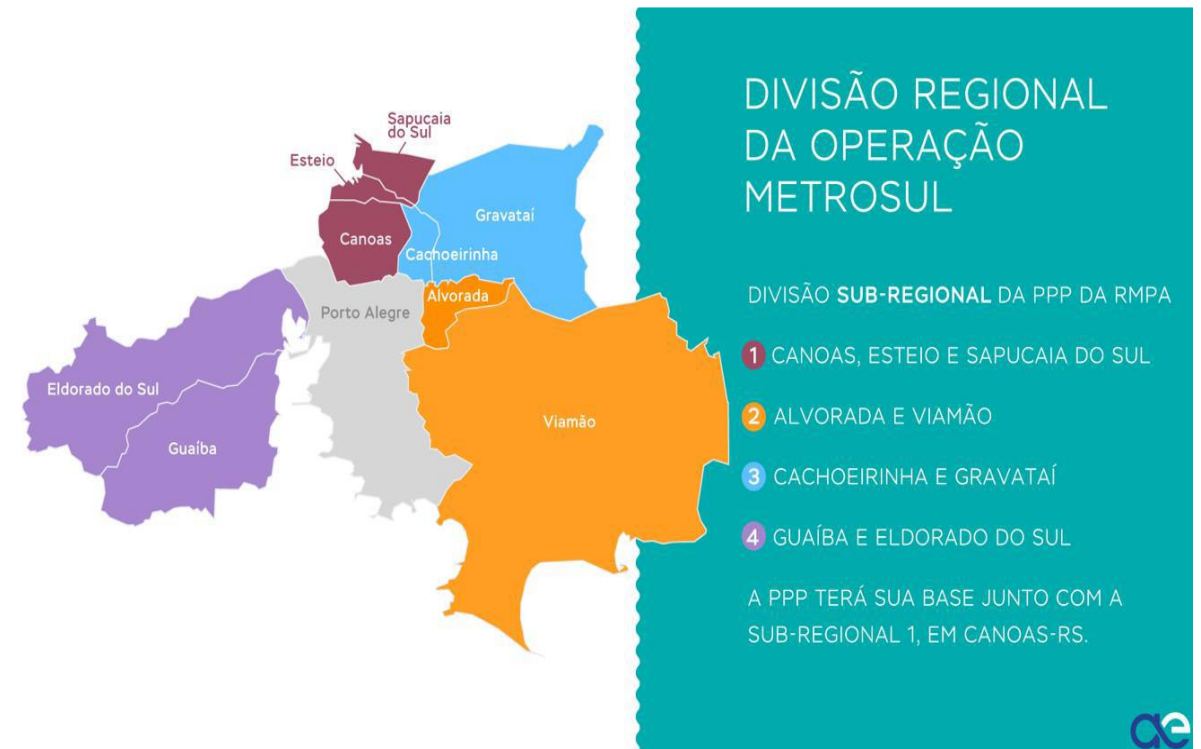 Sapucaia
do Sul
Esteio
Gravataí
Canoas
Cachoeirinha
Alvorada
Porto Alegre
Eldorado do Sul
Viamão
Guaíba
DIVISÃO REGIONAL
DA OPERAÇÃO
METROSUL
DIVISÃO SUB-REGIONAL DA PPP DA RMPA
1 CANOAS, ESTEIO E SAPUCAIA DO SUL
2 ALVORADA E VIAMÃO
3 CACHOEIRINHA E GRAVATAÍ
4 GUAÍBA E ELDORADO DO SUL
A PPP TERÁ SUA BASE JUNTO COM A
SUB-REGIONAL 1, EM CANOAS-RS.
ae